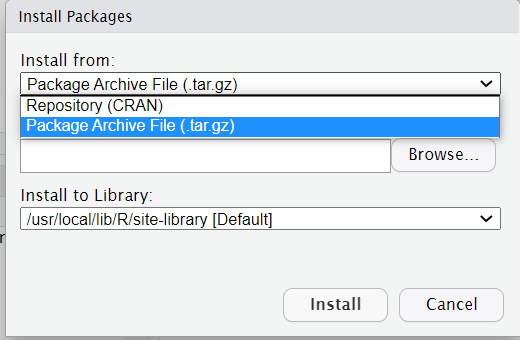 Install Packages
Install from:
Package Archive File (.tar.gz)
Repository (CRAN)
Package Archive File (.tar.gz)
Browse...
Install to Library:
/usr/local/lib/R/site-library [Default]
Install
Cancel